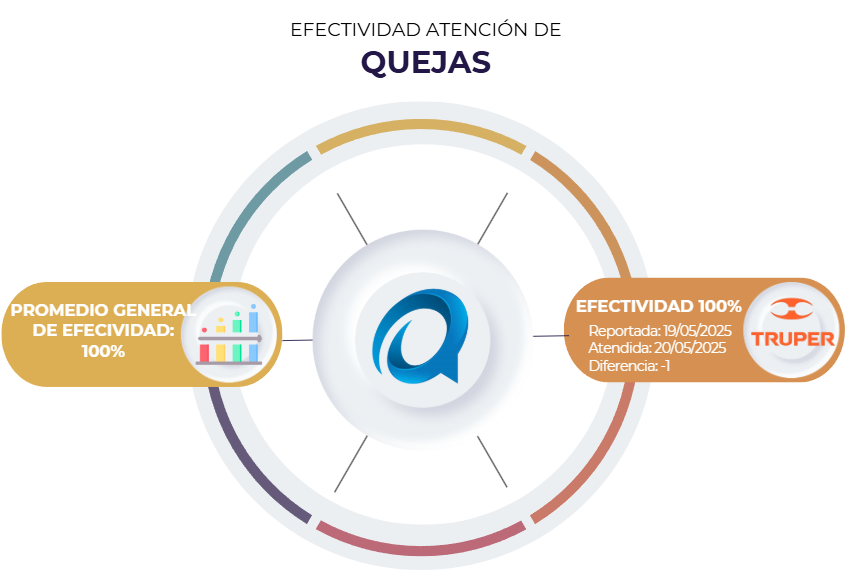 EFECTIVIDAD ATENCIÓN DE
QUEJAS
PROMEDIO GENERAL
DE EFECIVIDAD:
100%
EFECTIVIDAD 100%
Reportada: 19/05/2025
Atendida: 20/05/2025
Diferencia: -1
TRUPER